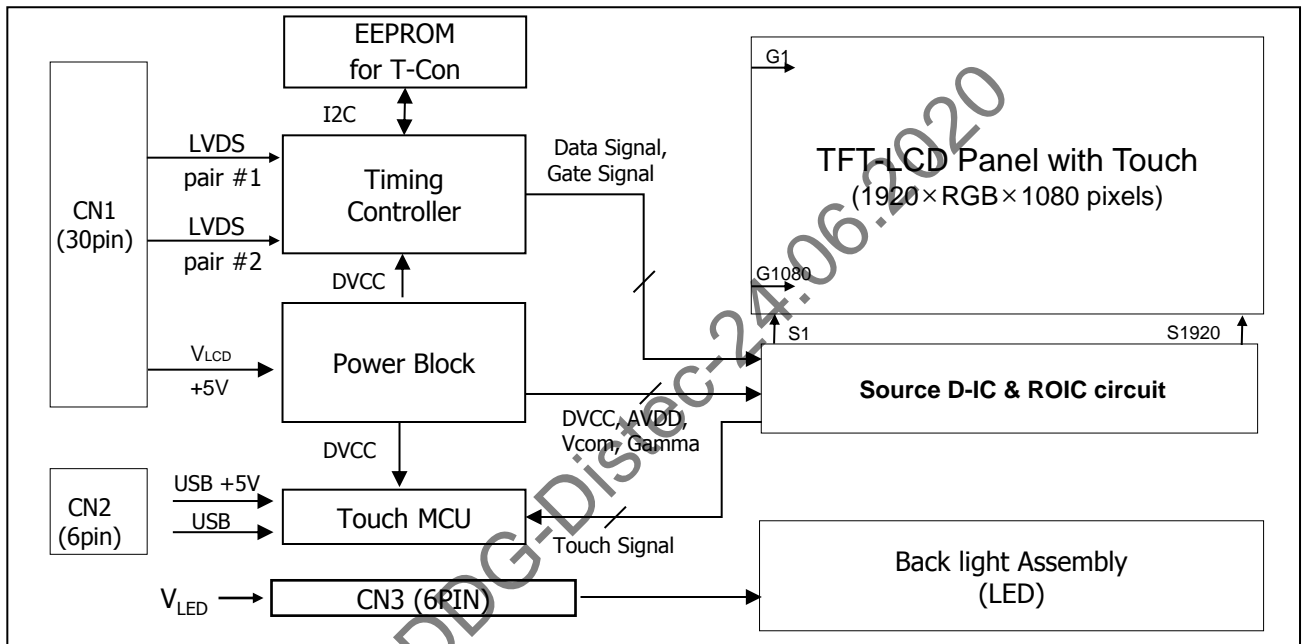 EEPROM
for T-Con
I2C
CN1
(30pin)
LVDS
pair #1
LVDS
pair #2
Timing
Controller
Data Signal,
Gate Signal
DVCC
VLCD
+5V
Power Block
DVCC, AVDD,
Vcom, Gamma
DVCC
CN2
(6pin)
USB +5V
USB
Touch MCU
Touch Signal
VLED
CN3 (6PIN)
G1
TFT-LCD Panel with Touch
(1920×RGB×1080 pixels)
G1080
S1
S1920
Source D-IC & ROIC circuit
Back light Assembly
(LED)
DDG-Distec-24.06.2020